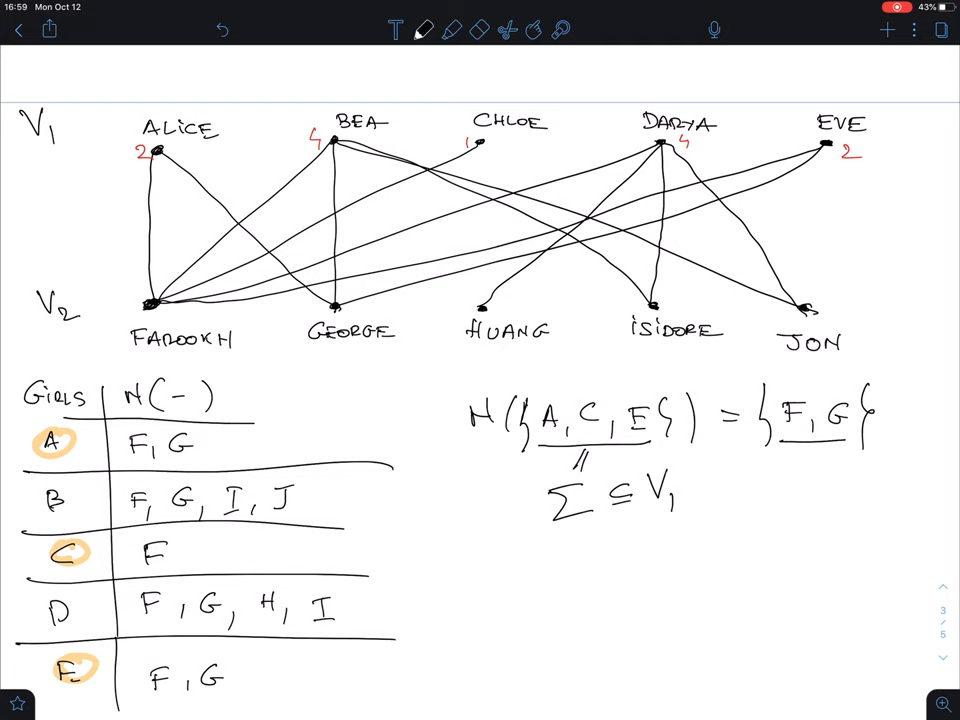 16:59 Mon Oct 12
43%
V1
ALICE BEA CHLOE DARYA EVE
2 4 1 4 2
V2
FAROOKH GEORGE HUANG ISIDORE JON
GIRLS N(-)
A F, G
B F, G, I, J
C F
D F, G, H, I
E F, G
N({A, C, E}) = {F, G}
=
Σ ⊆ V1
3
/
5